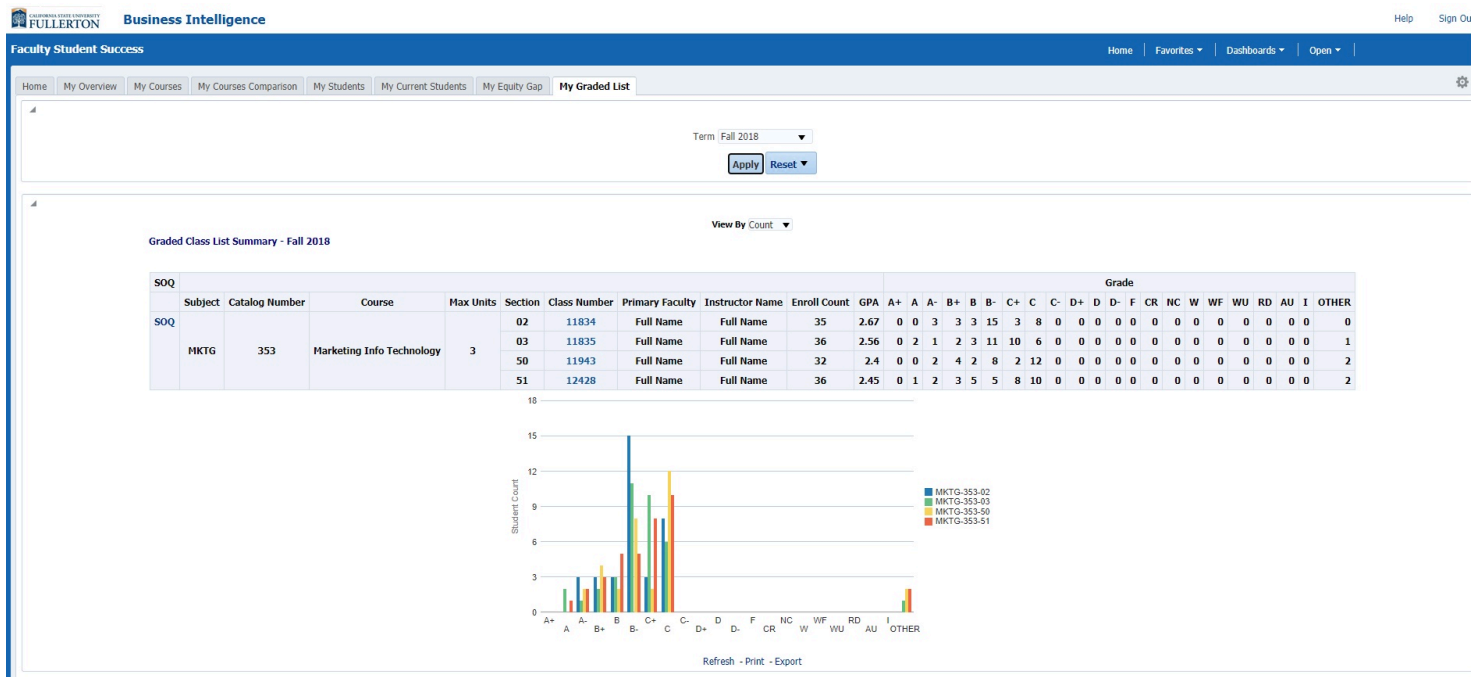 CALIFORNIA STATE UNIVERSITY
FULLERTON Business Intelligence Help Sign Ou
Faculty Student Success Home Favorites Dashboards Open
Home My Overview My Courses My Courses Comparison My Students My Current Students My Equity Gap My Graded List
Term Fall 2018
Apply Reset
View By Count
Graded Class List Summary - Fall 2018
SOQ Grade
Subject Catalog Number Course Max Units Section Class Number Primary Faculty Instructor Name Enroll Count GPA A+ A A- B+ B B- C+ C C- D+ D D- F CR NC W WF WU RD AU I OTHER
SOQ MKTG 353 Marketing Info Technology 3 02 11834 Full Name Full Name 35 2.67 0 0 3 3 3 15 3 8 0 0 0 0 0 0 0 0 0 0 0 0 0 0
03 11835 Full Name Full Name 36 2.56 0 2 1 2 3 11 10 6 0 0 0 0 0 0 0 0 0 0 0 0 0 1
50 11943 Full Name Full Name 32 2.4 0 0 2 4 2 8 2 12 0 0 0 0 0 0 0 0 0 0 0 0 0 2
51 12428 Full Name Full Name 36 2.45 0 1 2 3 5 5 8 10 0 0 0 0 0 0 0 0 0 0 0 0 0 2
18
15
12
9
6
3
0
Student Count
MKTG-353-02
MKTG-353-03
MKTG-353-50
MKTG-353-51
A+ A- B C+ C- D F NC WF RD I
A B+ B- C D+ D- CR W WU AU OTHER
Refresh - Print - Export